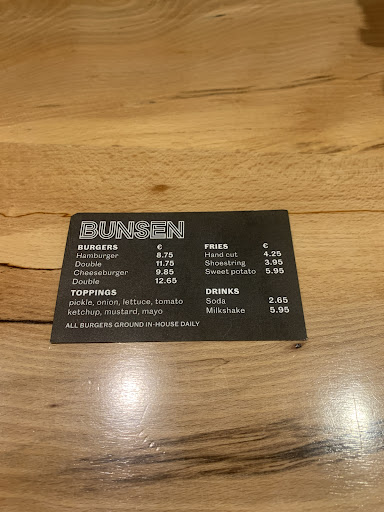 BUNSEN
BURGERS €
Hamburger 8.75
Double 11.75
Cheeseburger 9.85
Double 12.65
TOPPINGS
pickle, onion, lettuce, tomato
ketchup, mustard, mayo
ALL BURGERS GROUND IN-HOUSE DAILY
FRIES €
Hand cut 4.25
Shoestring 3.95
Sweet potato 5.95
DRINKS
Soda 2.65
Milkshake 5.95